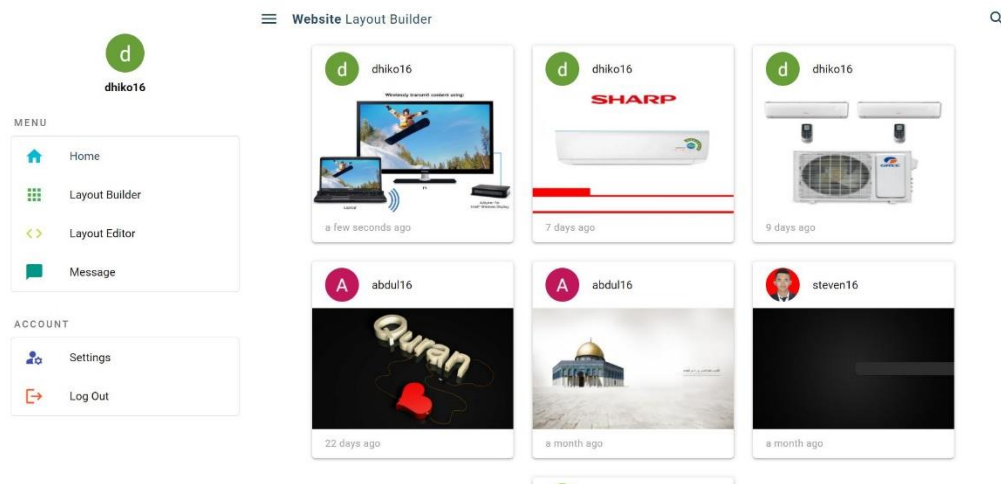 d
dhiko16
MENU
Home
Layout Builder
Layout Editor
Message
ACCOUNT
Settings
Log Out
Website Layout Builder
d dhiko16
Wirelessly transmit content using:
Laptop
TV
a few seconds ago
d dhiko16
SHARP
7 days ago
d dhiko16
9 days ago
A abdul16
Quran
22 days ago
A abdul16
a month ago
steven16
a month ago